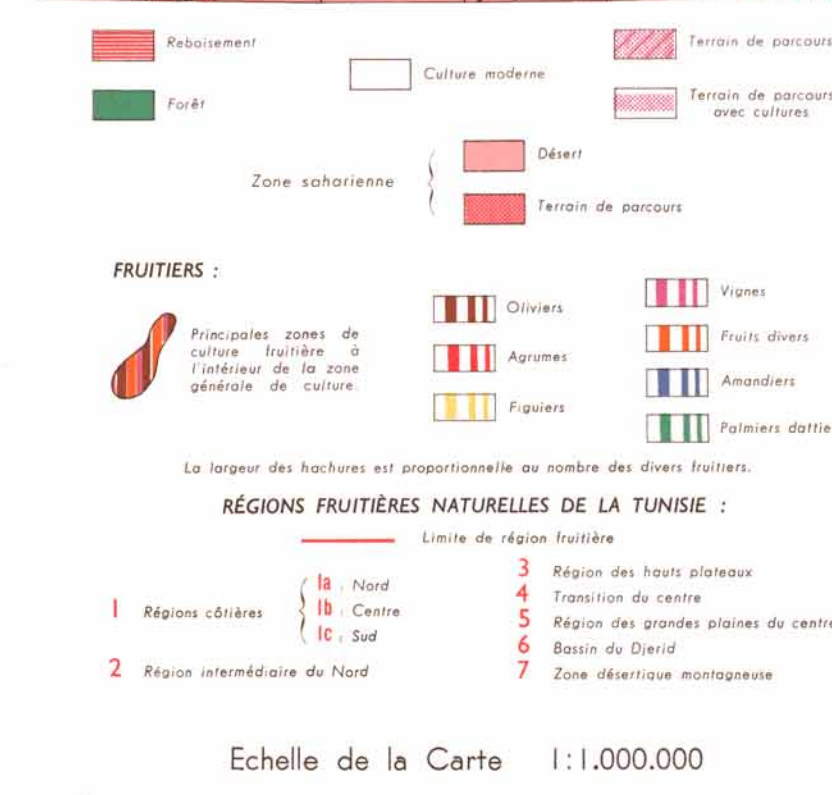 Reboisement
Forêt
Culture moderne
Terrain de parcours
Terrain de parcours
avec cultures
Zone saharienne
Désert
Terrain de parcours
FRUITIERS :
Principales zones de
culture fruitière à
l'intérieur de la zone
générale de culture.
Oliviers
Agrumes
Figuiers
Vignes
Fruits divers
Amandiers
Palmiers dattie
La largeur des hachures est proportionnelle au nombre des divers fruitiers.
RÉGIONS FRUITIÈRES NATURELLES DE LA TUNISIE :
Limite de région fruitière
1 Régions côtières
Ia : Nord
Ib : Centre
Ic : Sud
2 Région intermédiaire du Nord
3 Région des hauts plateaux
4 Transition du centre
5 Région des grandes plaines du centre
6 Bassin du Djerid
7 Zone désertique montagneuse
Echelle de la Carte 1:1.000.000